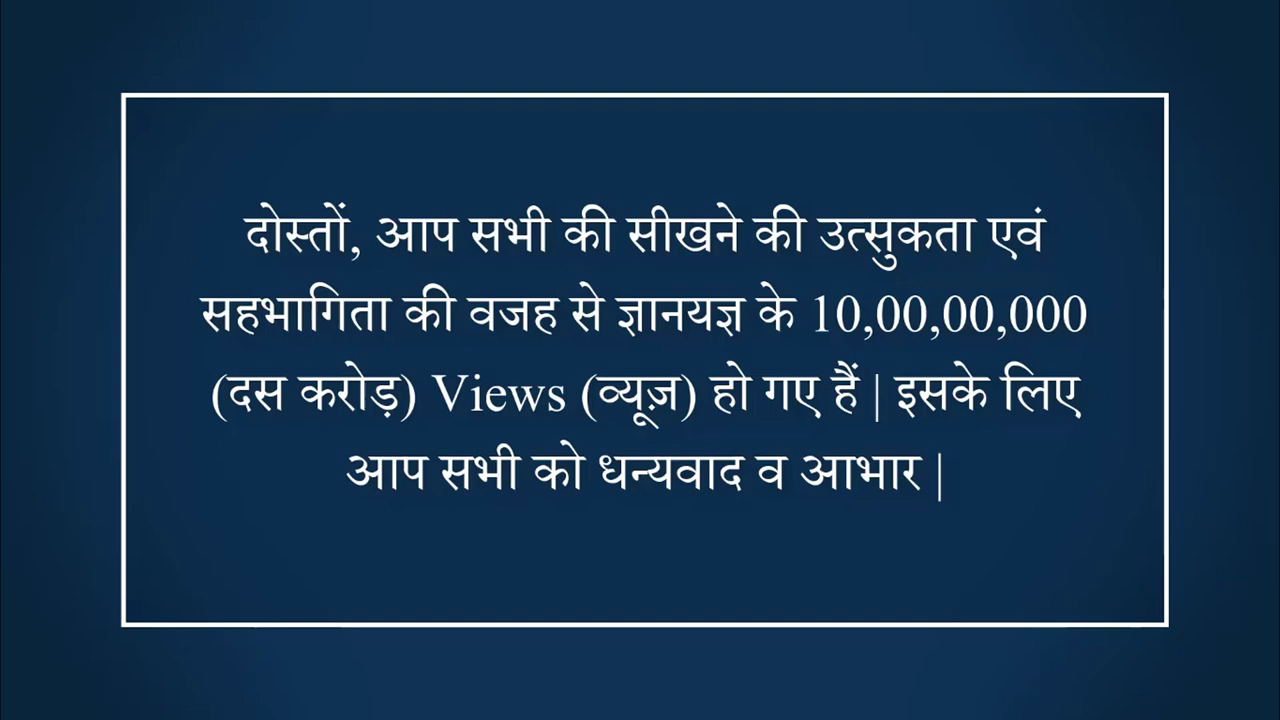 दोस्तों, आप सभी की सीखने की उत्सुकता एवं
सहभागिता की वजह से ज्ञानयज्ञ के 10,00,00,000
(दस करोड़) Views (व्यूज़) हो गए हैं | इसके लिए
आप सभी को धन्यवाद व आभार |